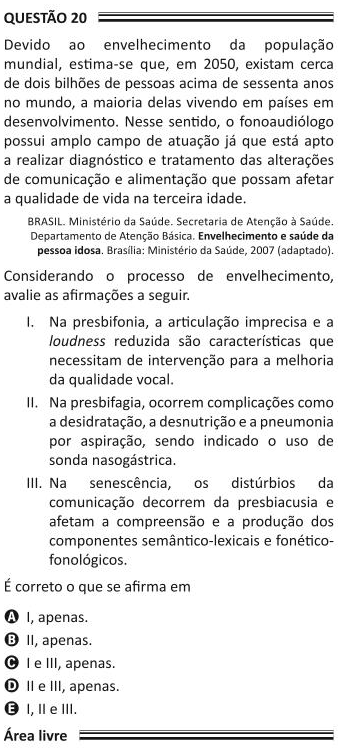 QUESTÃO 20
Devido ao envelhecimento da população
mundial, estima-se que, em 2050, existam cerca
de dois bilhões de pessoas acima de sessenta anos
no mundo, a maioria delas vivendo em países em
desenvolvimento. Nesse sentido, o fonoaudiólogo
possui amplo campo de atuação já que está apto
a realizar diagnóstico e tratamento das alterações
de comunicação e alimentação que possam afetar
a qualidade de vida na terceira idade.
BRASIL. Ministério da Saúde. Secretaria de Atenção à Saúde.
Departamento de Atenção Básica. Envelhecimento e saúde da
pessoa idosa. Brasília: Ministério da Saúde, 2007 (adaptado).
Considerando o processo de envelhecimento,
avalie as afirmações a seguir.
I. Na presbifonia, a articulação imprecisa e a
loudness reduzida são características que
necessitam de intervenção para a melhoria
da qualidade vocal.
II. Na presbifagia, ocorrem complicações como
a desidratação, a desnutrição e a pneumonia
por aspiração, sendo indicado o uso de
sonda nasogástrica.
III. Na senescência, os distúrbios da
comunicação decorrem da presbiacusia e
afetam a compreensão e a produção dos
componentes semântico-lexicais e fonético-
fonológicos.
É correto o que se afirma em
A I, apenas.
B II, apenas.
C I e III, apenas.
D II e III, apenas.
E I, II e III.
Área livre